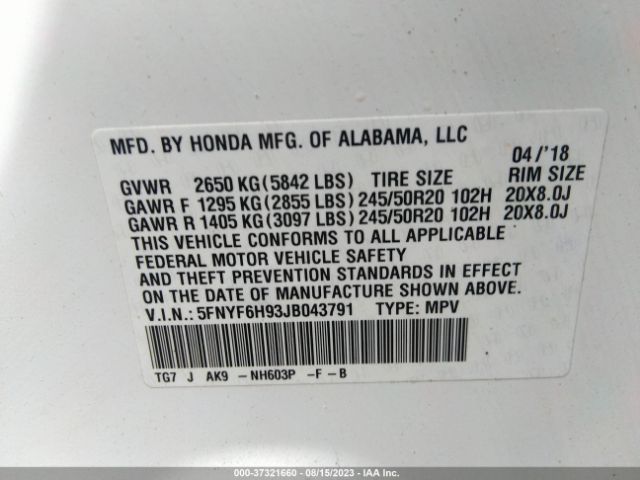 MFD. BY HONDA MFG. OF ALABAMA, LLC
04/'18
GVWR 2650 KG(5842 LBS) TIRE SIZE RIM SIZE
GAWR F 1295 KG(2855 LBS) 245/50R20 102H 20X8.0J
GAWR R 1405 KG(3097 LBS) 245/50R20 102H 20X8.0J
THIS VEHICLE CONFORMS TO ALL APPLICABLE
FEDERAL MOTOR VEHICLE SAFETY
AND THEFT PREVENTION STANDARDS IN EFFECT
ON THE DATE OF MANUFACTURE SHOWN ABOVE.
V.I.N.: 5FNYF6H93JB043791 TYPE: MPV
TG7 J AK9 -NH603P -F-B
000-37321660 - 08/15/2023 - IAA Inc.